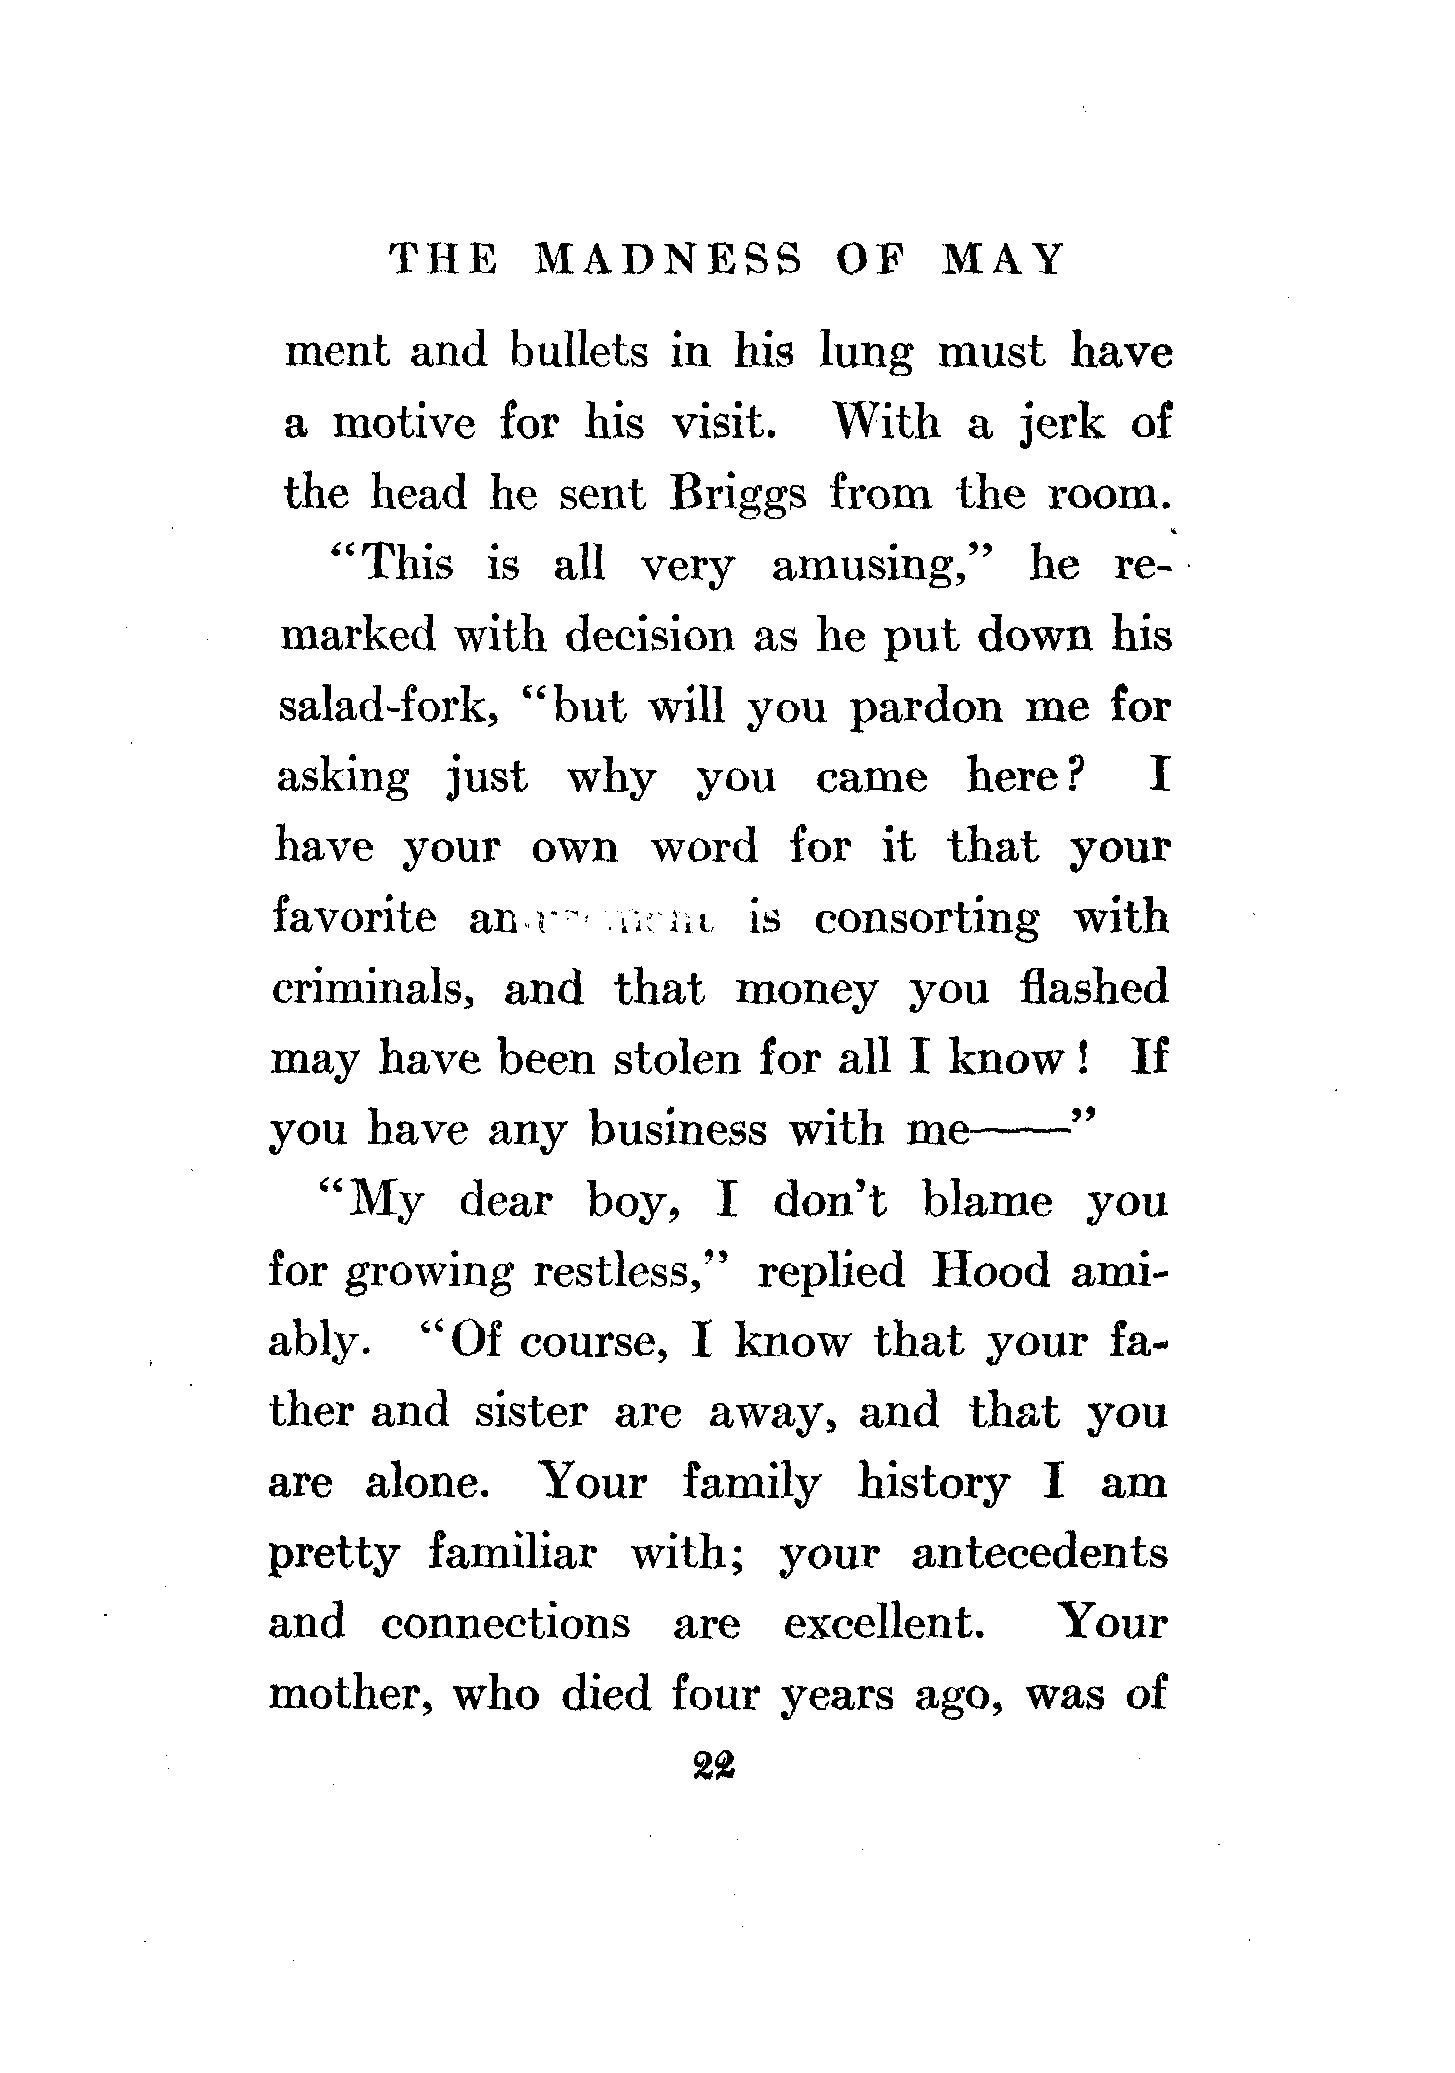 THE MADNESS OF MAY
ment and bullets in his lung must have
a motive for his visit. With a jerk of
the head he sent Briggs from the room.
“This is all very amusing,” he re-
marked with decision as he put down his
salad-fork, “but will you pardon me for
asking just why you came here? I
have your own word for it that your
favorite is consorting with
criminals, and that money you flashed
may have been stolen for all I know! If
you have any business with me——”
“My dear boy, I don’t blame you
for growing restless,” replied Hood ami-
ably. “Of course, I know that your fa-
ther and sister are away, and that you
are alone. Your family history I am
pretty familiar with; your antecedents
and connections are excellent. Your
mother, who died four years ago, was of
22